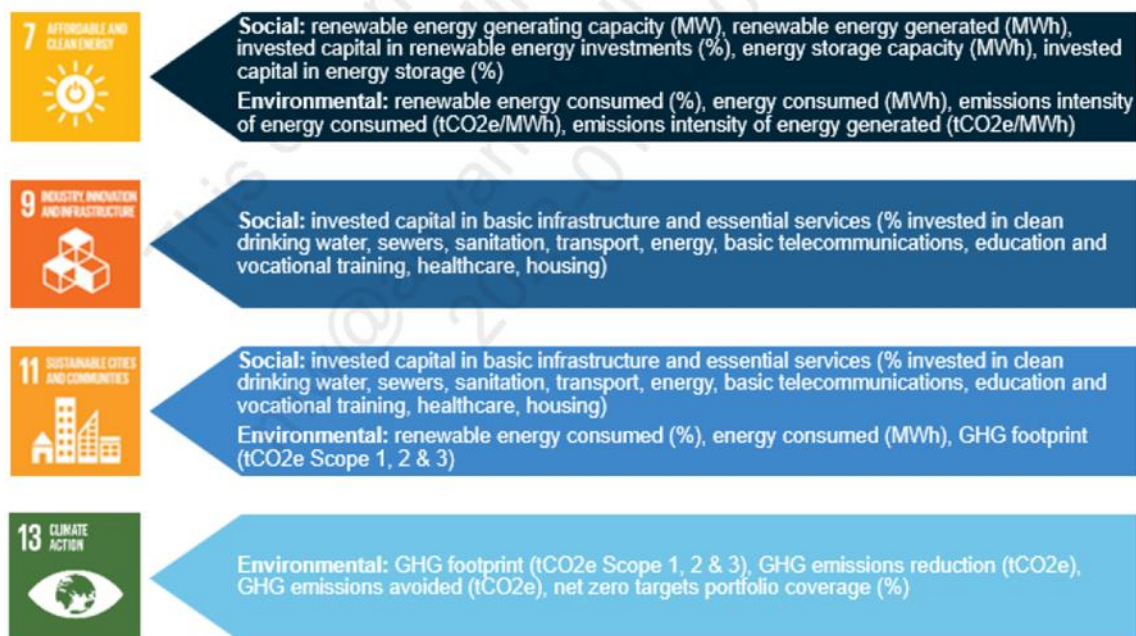 7 AFFORDABLE AND
CLEAN ENERGY
Social: renewable energy generating capacity (MW), renewable energy generated (MWh),
invested capital in renewable energy investments (%), energy storage capacity (MWh), invested
capital in energy storage (%)
Environmental: renewable energy consumed (%), energy consumed (MWh), emissions intensity
of energy consumed (tCO2e/MWh), emissions intensity of energy generated (tCO2e/MWh)
9 INDUSTRY, INNOVATION
AND INFRASTRUCTURE
Social: invested capital in basic infrastructure and essential services (% invested in clean
drinking water, sewers, sanitation, transport, energy, basic telecommunications, education and
vocational training, healthcare, housing)
11 SUSTAINABLE CITIES
AND COMMUNITIES
Social: invested capital in basic infrastructure and essential services (% invested in clean
drinking water, sewers, sanitation, transport, energy, basic telecommunications, education and
vocational training, healthcare, housing)
Environmental: renewable energy consumed (%), energy consumed (MWh), GHG footprint
(tCO2e Scope 1, 2 & 3)
13 CLIMATE
ACTION
Environmental: GHG footprint (tCO2e Scope 1, 2 & 3), GHG emissions reduction (tCO2e),
GHG emissions avoided (tCO2e), net zero targets portfolio coverage (%)
This